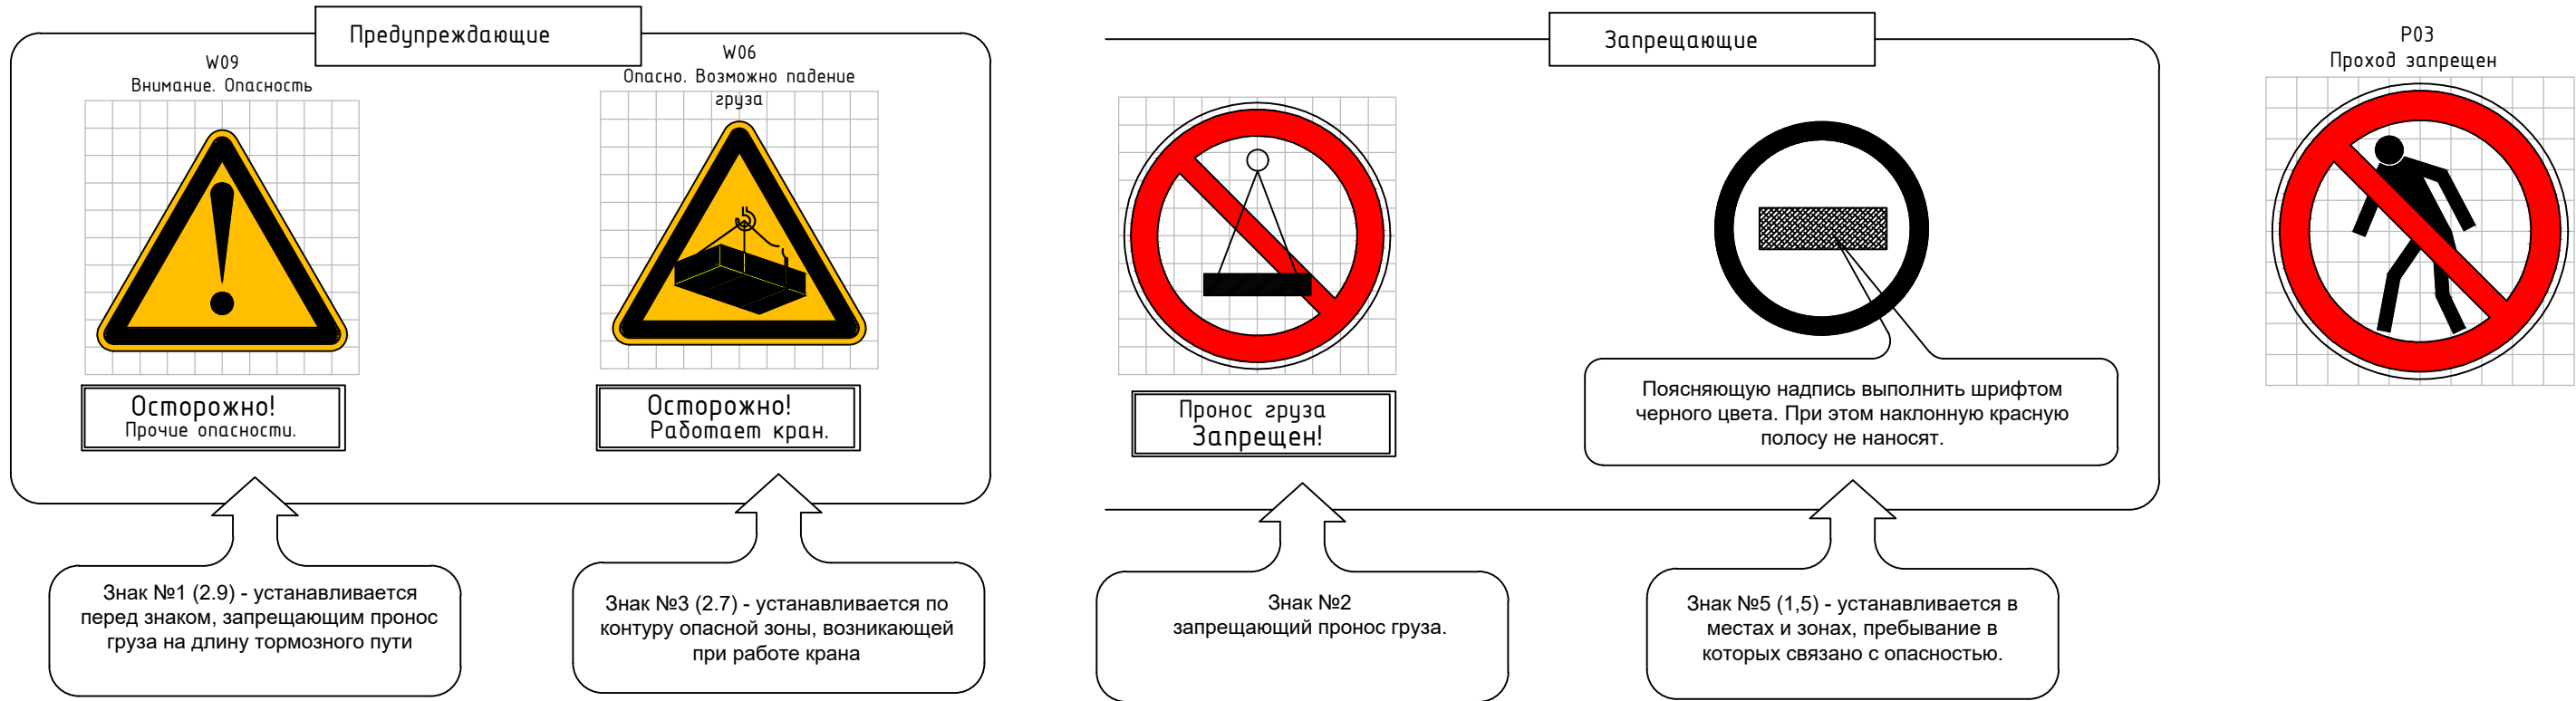 Предупреждающие
W09
Внимание. Опасность
W06
Опасно. Возможно падение
груза
Осторожно!
Прочие опасности.
Осторожно!
Работает кран.
Знак №1 (2.9) - устанавливается
перед знаком, запрещающим пронос
груза на длину тормозного пути
Знак №3 (2.7) - устанавливается по
контуру опасной зоны, возникающей
при работе крана
Запрещающие
Пронос груза
Запрещен!
Поясняющую надпись выполнить шрифтом
черного цвета. При этом наклонную красную
полосу не наносят.
Знак №2
запрещающий пронос груза.
Знак №5 (1,5) - устанавливается в
местах и зонах, пребывание в
которых связано с опасностью.
P03
Проход запрещен